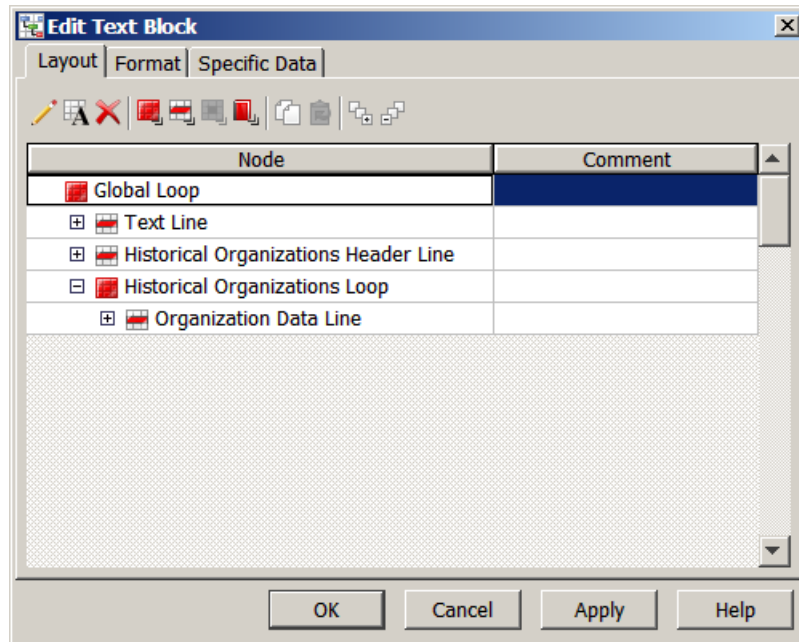 Edit Text Block
Layout Format Specific Data
Node Comment
Global Loop
Text Line
Historical Organizations Header Line
Historical Organizations Loop
Organization Data Line
OK Cancel Apply Help